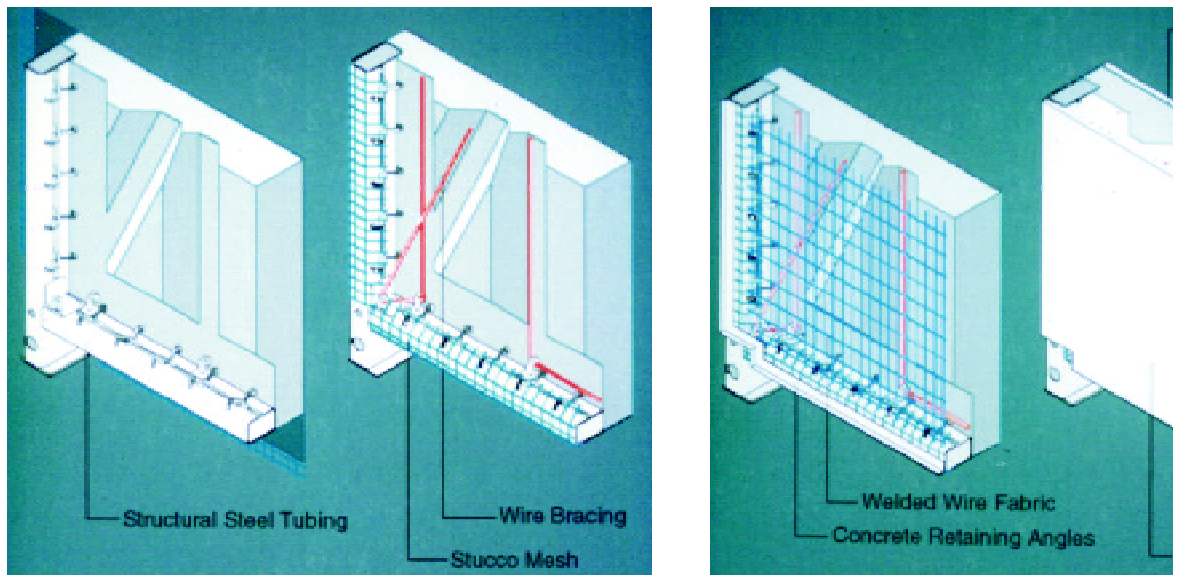 Structural Steel Tubing
Wire Bracing
Stucco Mesh
Welded Wire Fabric
Concrete Retaining Angles